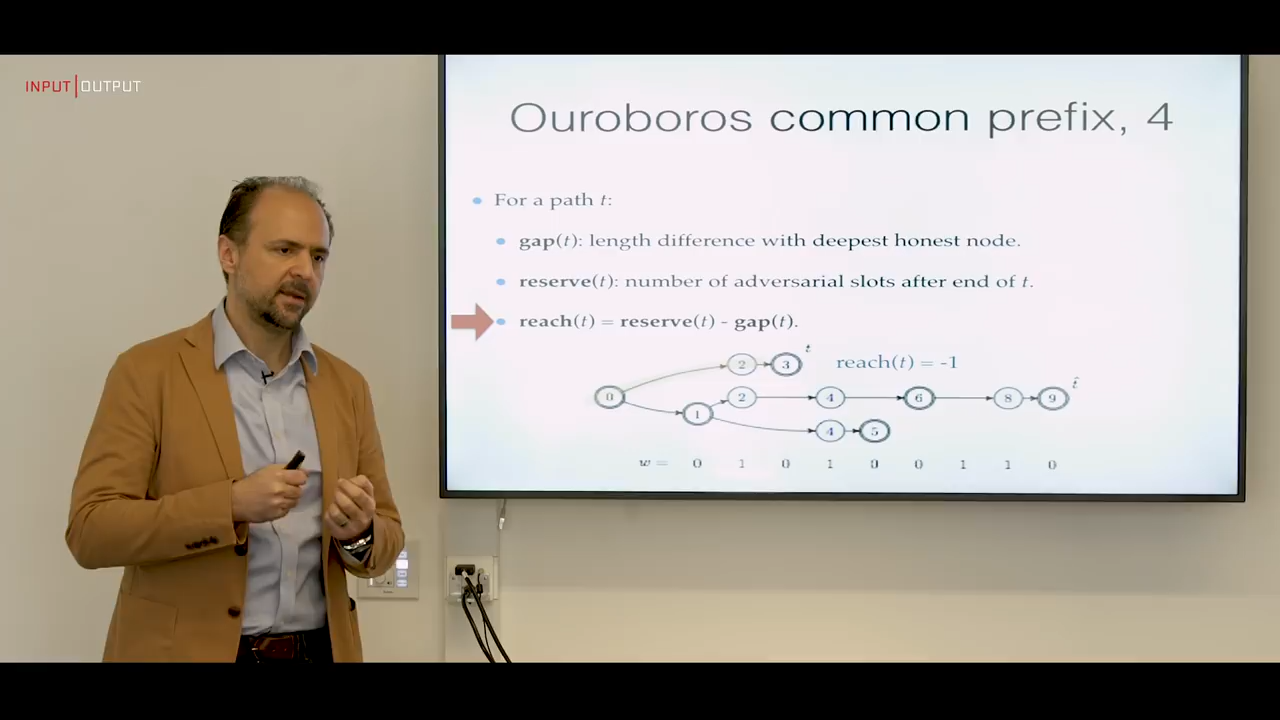 INPUT|OUTPUT
Ouroboros common prefix, 4
For a path t:
gap(t): length difference with deepest honest node.
reserve(t): number of adversarial slots after end of t.
reach(t) = reserve(t) - gap(t).
t
2 3 reach(t) = -1
t̂
0 2 4 6 8 9
1
4 5
w = 0 1 0 1 0 0 1 1 0